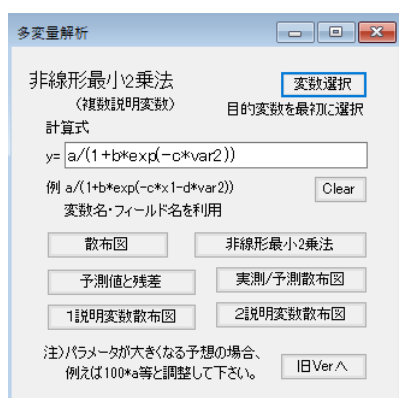 多変量解析
非線形最小2乗法
変数選択
(複数説明変数)
目的変数を最初に選択
計算式
y= a/(1+b*exp(-c*var2))
例 a/(1+b*exp(-c*x1-d*var2))
Clear
変数名・フィールド名を利用
散布図
非線形最小2乗法
予測値と残差
実測/予測散布図
1説明変数散布図
2説明変数散布図
注)パラメータが大きくなる予想の場合、
例えば100*a等と調整して下さい。
旧Verへ